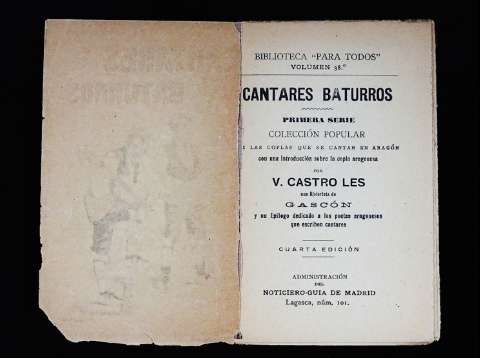 BIBLIOTECA "PARA TODOS"
VOLUMEN 58.º
CANTARES BATURROS
PRIMERA SERIE
COLECCIÓN POPULAR
LAS COPLAS QUE SE CANTAN EN ARAGÓN
con una Introducción sobre la copla aragonesa
POR
V. CASTRO LES
con Historieta de
GASCÓN
y un Epílogo dedicado a los poetas aragoneses
que escriben cantares
CUARTA EDICIÓN
ADMINISTRACIÓN
DEL
NOTICIERO-GUIA DE MADRID
Lagasca, núm. 101.